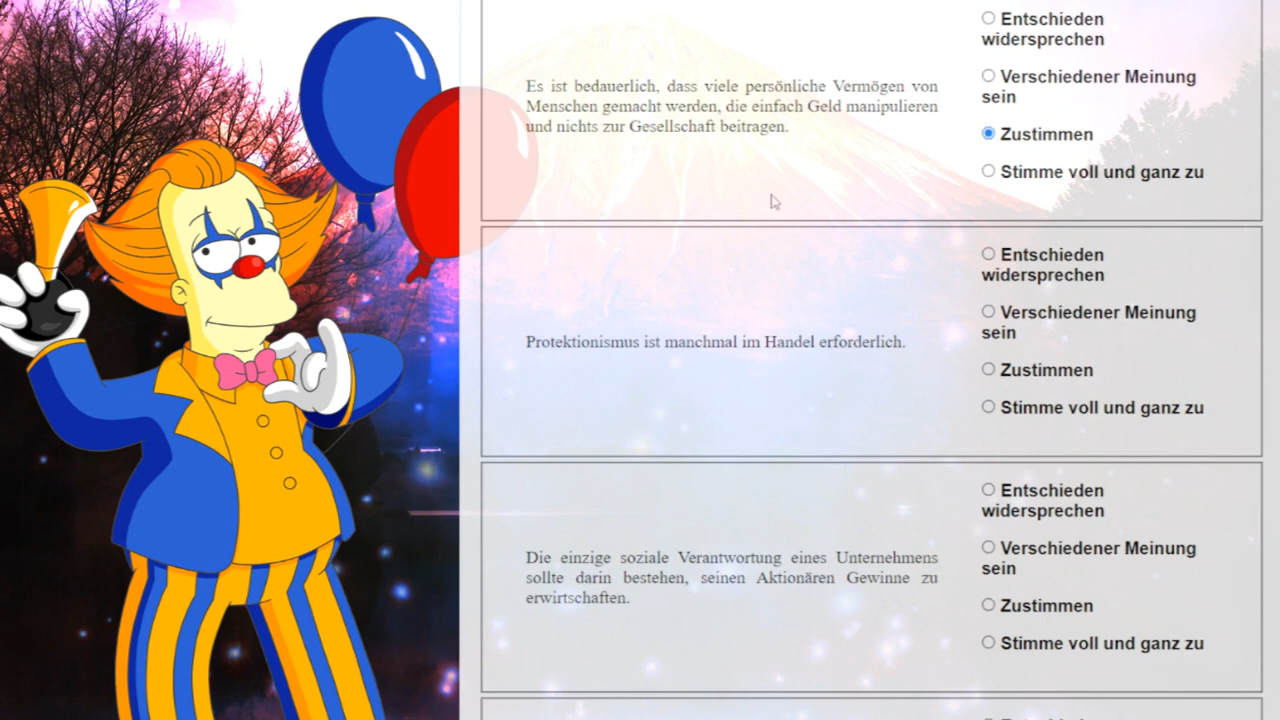 Entschieden
widersprechen
Verschiedener Meinung
sein
Es ist bedauerlich, dass viele persönliche Vermögen von
Menschen gemacht werden, die einfach Geld manipulieren
und nichts zur Gesellschaft beitragen.
Zustimmen
Stimme voll und ganz zu
Entschieden
widersprechen
Verschiedener Meinung
sein
Protektionismus ist manchmal im Handel erforderlich.
Zustimmen
Stimme voll und ganz zu
Entschieden
widersprechen
Verschiedener Meinung
sein
Die einzige soziale Verantwortung eines Unternehmens
sollte darin bestehen, seinen Aktionären Gewinne zu
erwirtschaften.
Zustimmen
Stimme voll und ganz zu